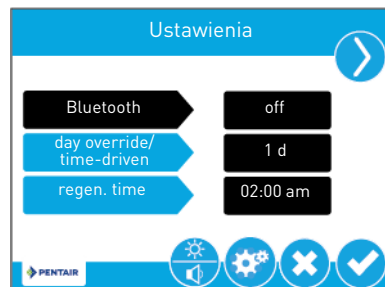 Ustawienia
Bluetooth
off
day override/
time-driven
1 d
regen. time
02:00 am
PENTAIR